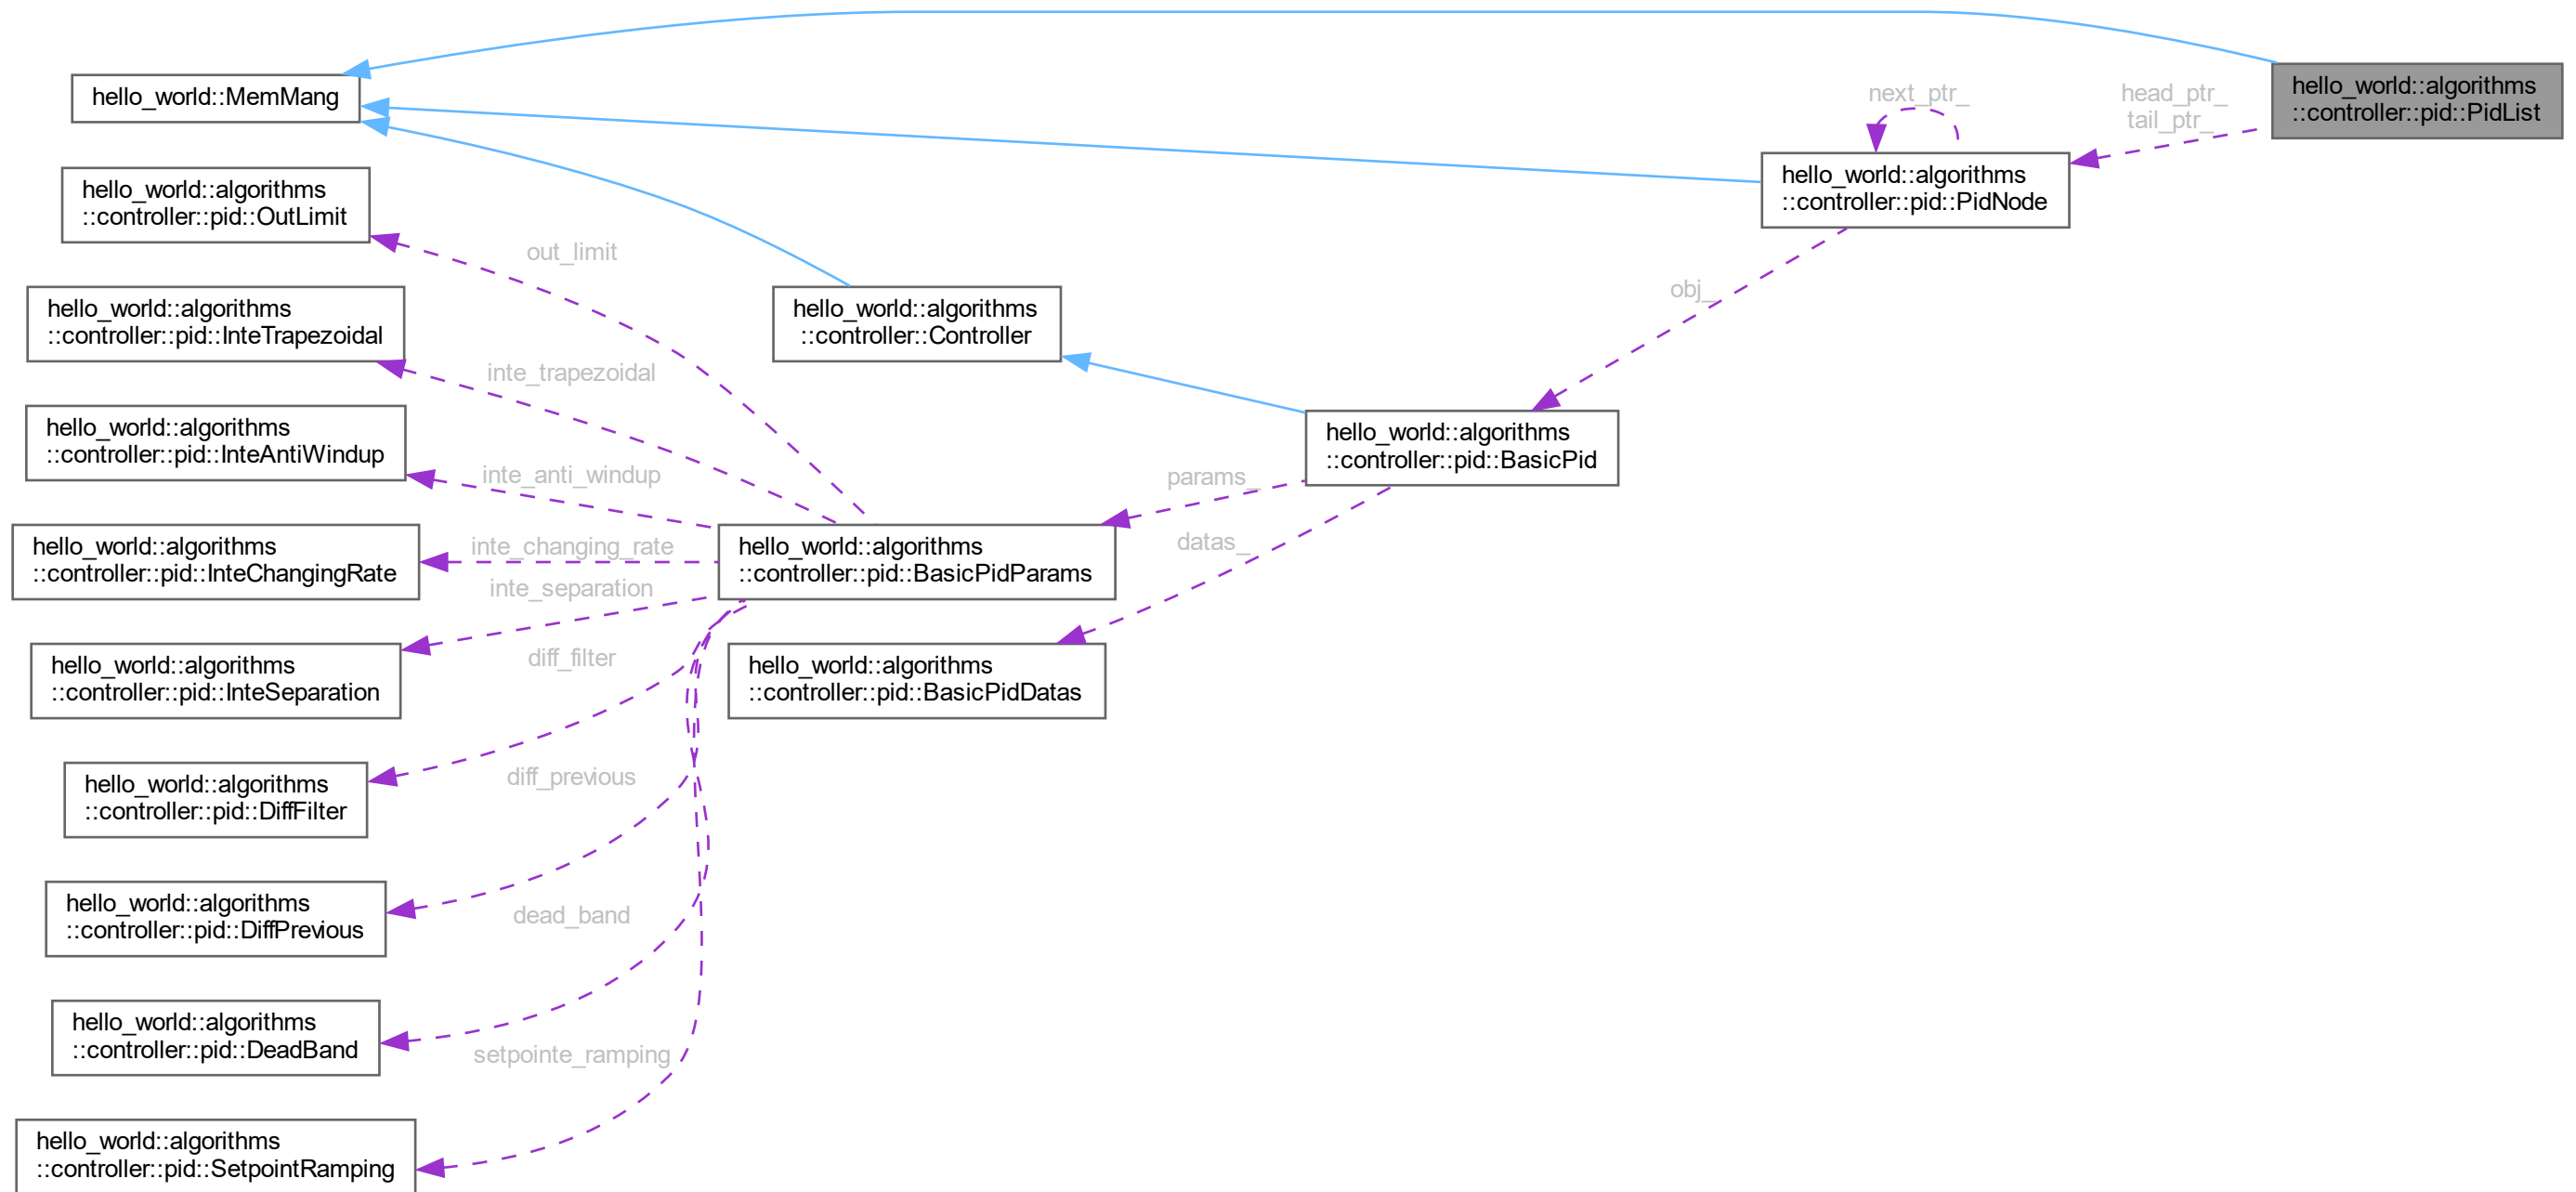 hello_world::MemMang
hello_world::algorithms
::controller::pid::PidList
next_ptr_
head_ptr_
tail_ptr_
hello_world::algorithms
::controller::pid::PidNode
hello_world::algorithms
::controller::pid::OutLimit
out_limit
obj_
hello_world::algorithms
::controller::pid::InteTrapezoidal
hello_world::algorithms
::controller::Controller
inte_trapezoidal
hello_world::algorithms
::controller::pid::InteAntiWindup
hello_world::algorithms
::controller::pid::BasicPid
inte_anti_windup
params_
hello_world::algorithms
::controller::pid::InteChangingRate
inte_changing_rate
hello_world::algorithms
::controller::pid::BasicPidParams
datas_
inte_separation
hello_world::algorithms
::controller::pid::InteSeparation
diff_filter
hello_world::algorithms
::controller::pid::BasicPidDatas
hello_world::algorithms
::controller::pid::DiffFilter
diff_previous
hello_world::algorithms
::controller::pid::DiffPrevious
dead_band
hello_world::algorithms
::controller::pid::DeadBand
setpointe_ramping
hello_world::algorithms
::controller::pid::SetpointRamping